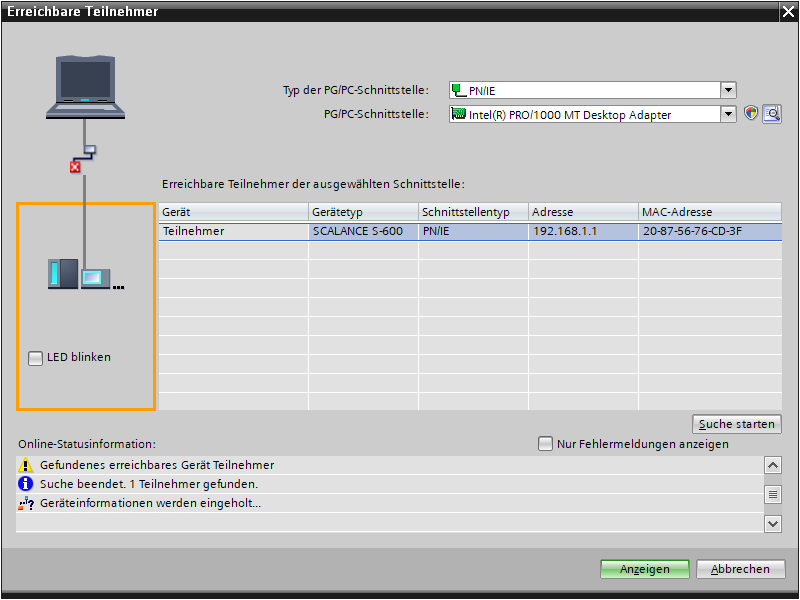 Erreichbare Teilnehmer
Typ der PG/PC-Schnittstelle: PN/IE
PG/PC-Schnittstelle: Intel(R) PRO/1000 MT Desktop Adapter
Erreichbare Teilnehmer der ausgewählten Schnittstelle:
Gerät Gerätetyp Schnittstellentyp Adresse MAC-Adresse
Teilnehmer SCALANCE S-600 PN/IE 192.168.1.1 20-87-56-76-CD-3F
LED blinken
Suche starten
Online-Statusinformation: Nur Fehlermeldungen anzeigen
Gefundenes erreichbares Gerät Teilnehmer
Suche beendet. 1 Teilnehmer gefunden.
Geräteinformationen werden eingeholt...
Anzeigen Abbrechen